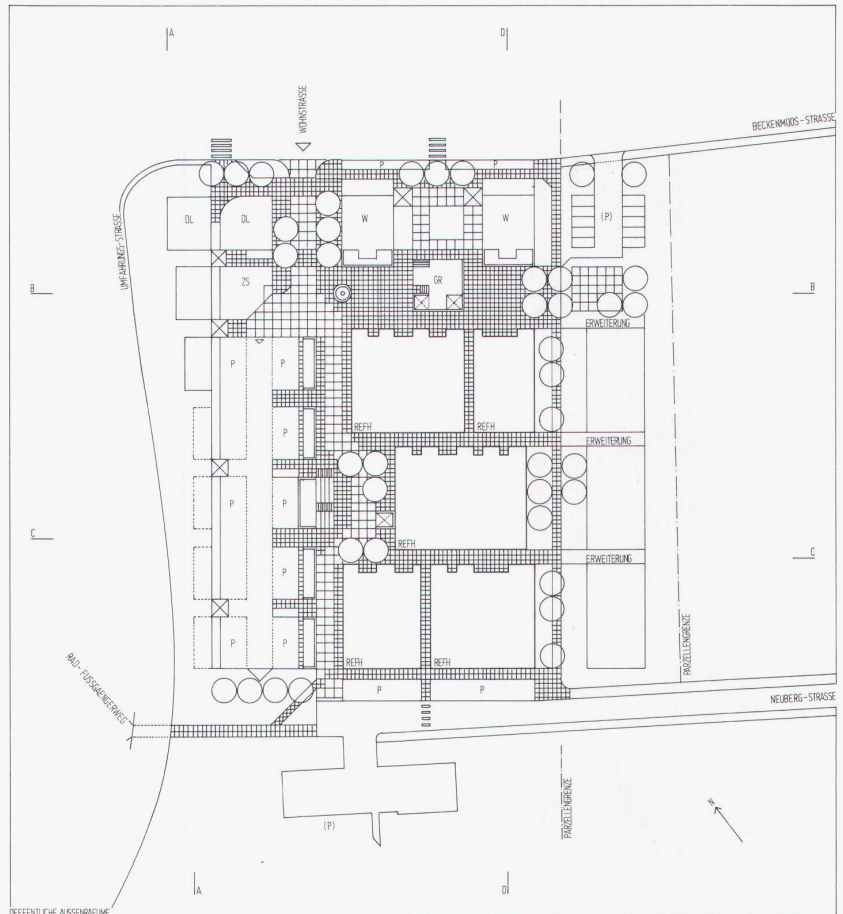 A
D
WOHNSTRASSE
BECKENMOOS-STRASSE
P
P
UMFAHRUNGS-STRASSE
DL
DL
W
W
(P)
ZS
GR
B
B
ERWEITERUNG
P
P
REFH
REFH
P
ERWEITERUNG
P
P
C
REFH
C
ERWEITERUNG
P
P
P
PARZELLENGRENZE
RAD- FUSSGAENGERWEG
REFH
REFH
P
P
NEUBERG-STRASSE
PARZELLENGRENZE
N
(P)
A
D
OEFFENTLICHE AUSSENRAEUME